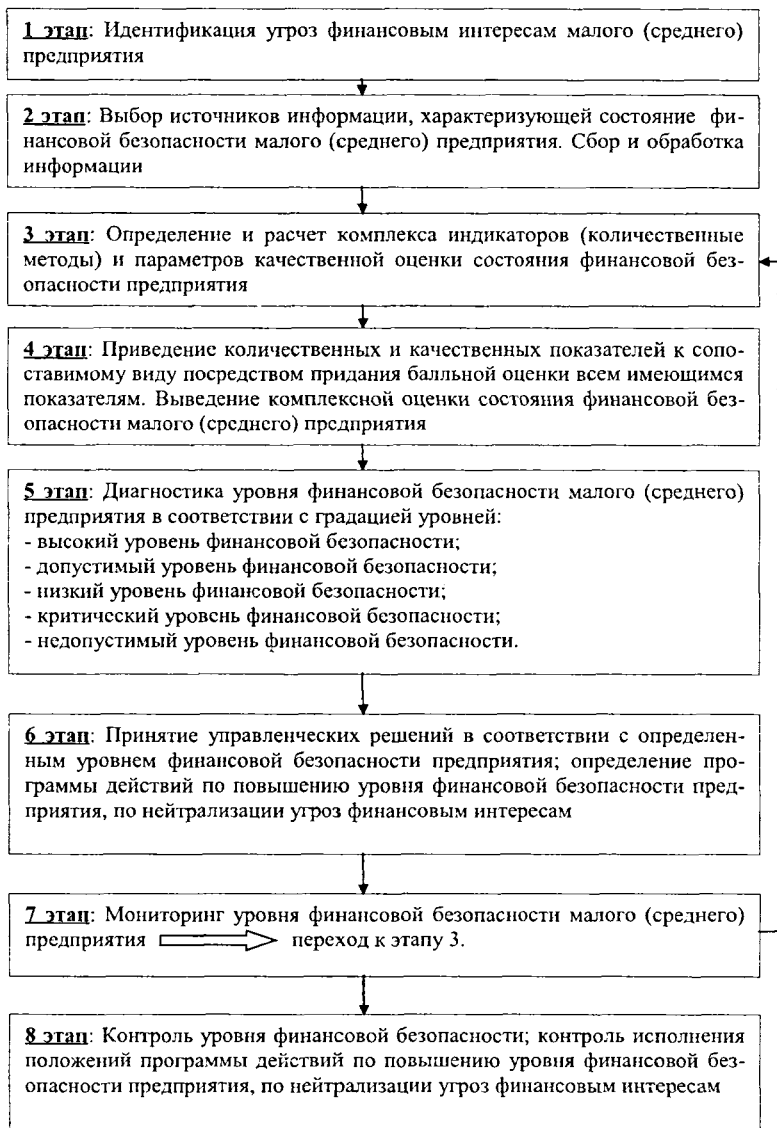 1 этап: Идентификация угроз финансовым интересам малого (среднего)
предприятия
2 этап: Выбор источников информации, характеризующей состояние фи-
нансовой безопасности малого (среднего) предприятия. Сбор и обработка
информации
3 этап: Определение и расчет комплекса индикаторов (количественные
методы) и параметров качественной оценки состояния финансовой без-
опасности предприятия
4 этап: Приведение количественных и качественных показателей к сопо-
ставимому виду посредством придания балльной оценки всем имеющимся
показателям. Выведение комплексной оценки состояния финансовой без-
опасности малого (среднего) предприятия
5 этап: Диагностика уровня финансовой безопасности малого (среднего)
предприятия в соответствии с градацией уровней:
- высокий уровень финансовой безопасности;
- допустимый уровень финансовой безопасности;
- низкий уровень финансовой безопасности;
- критический уровень финансовой безопасности;
- недопустимый уровень финансовой безопасности.
6 этап: Принятие управленческих решений в соответствии с определен-
ным уровнем финансовой безопасности предприятия; определение про-
граммы действий по повышению уровня финансовой безопасности пред-
приятия, по нейтрализации угроз финансовым интересам
7 этап: Мониторинг уровня финансовой безопасности малого (среднего)
предприятия переход к этапу 3.
8 этап: Контроль уровня финансовой безопасности; контроль исполнения
положений программы действий по повышению уровня финансовой без-
опасности предприятия, по нейтрализации угроз финансовым интересам